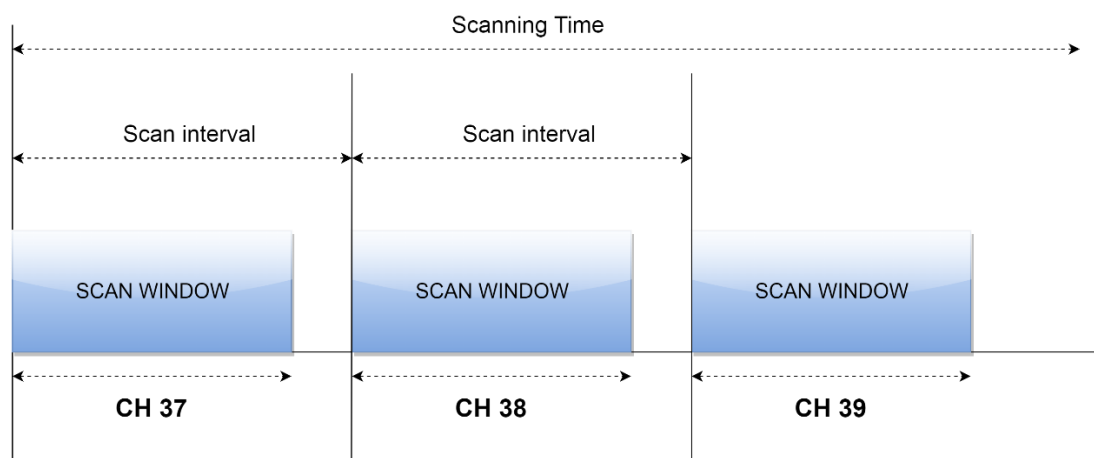 Scanning Time
Scan interval
Scan interval
SCAN WINDOW
SCAN WINDOW
SCAN WINDOW
CH 37
CH 38
CH 39